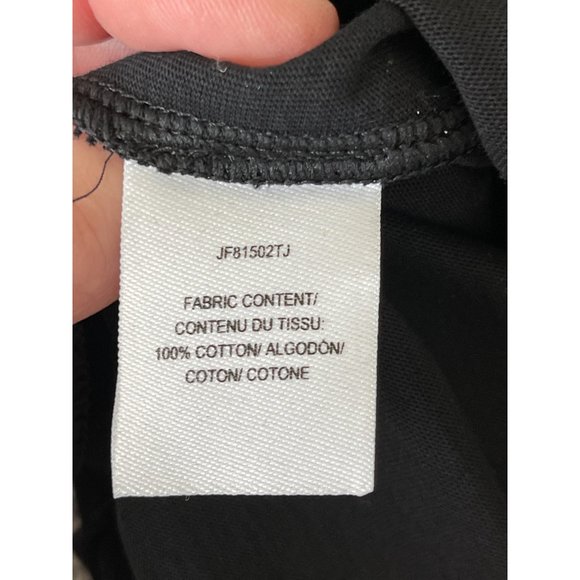 JF81502TJ
FABRIC CONTENT/
CONTENU DU TISSU:
100% COTTON/ ALGODÓN/
COTON/ COTONE